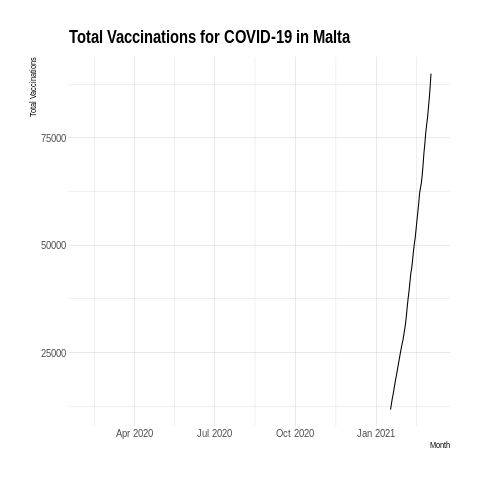 Total Vaccinations for COVID-19 in Malta
Total Vaccinations
75000
50000
25000
Apr 2020 Jul 2020 Oct 2020 Jan 2021
Month